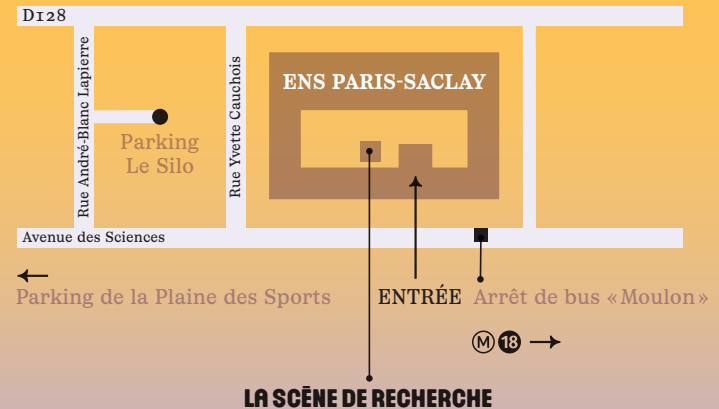 D128
Rue André-Blanc Lapierre
Rue Yvette Cauchois
ENS PARIS-SACLAY
Parking
Le Silo
Avenue des Sciences
Parking de la Plaine des Sports
ENTRÉE
Arrêt de bus « Moulon »
M 18
LA SCÈNE DE RECHERCHE